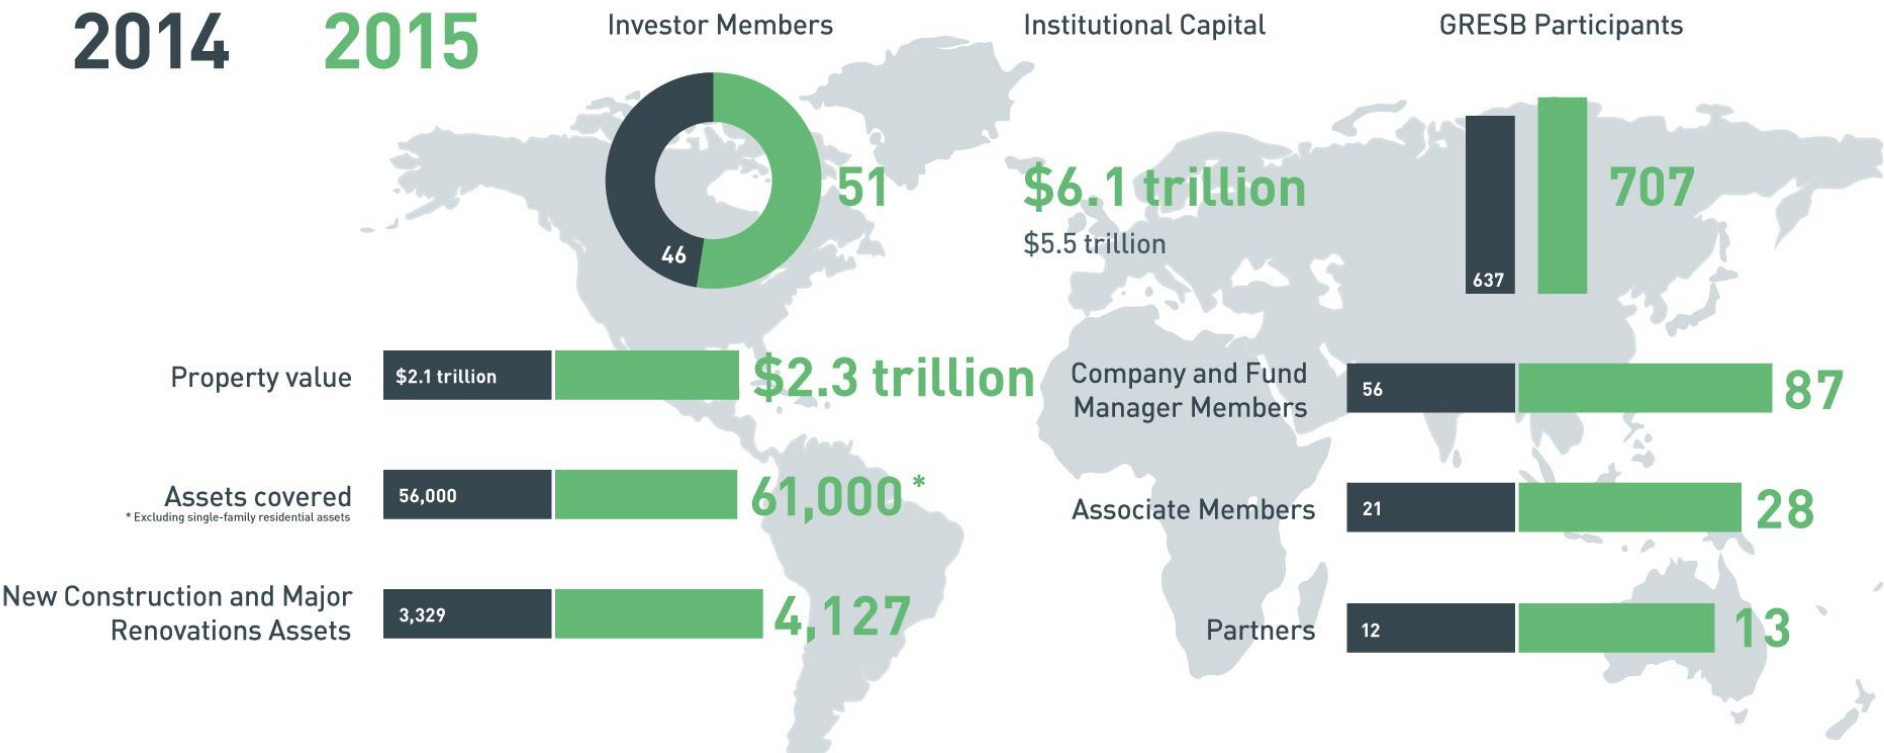 2014
2015
Investor Members
Institutional Capital
GRESB Participants
51
46
$6.1 trillion
$5.5 trillion
707
637
Property value
$2.1 trillion
$2.3 trillion
Assets covered
* Excluding single-family residential assets
56,000
61,000*
New Construction and Major
Renovations Assets
3,329
4,127
Company and Fund
Manager Members
56
87
Associate Members
21
28
Partners
12
13